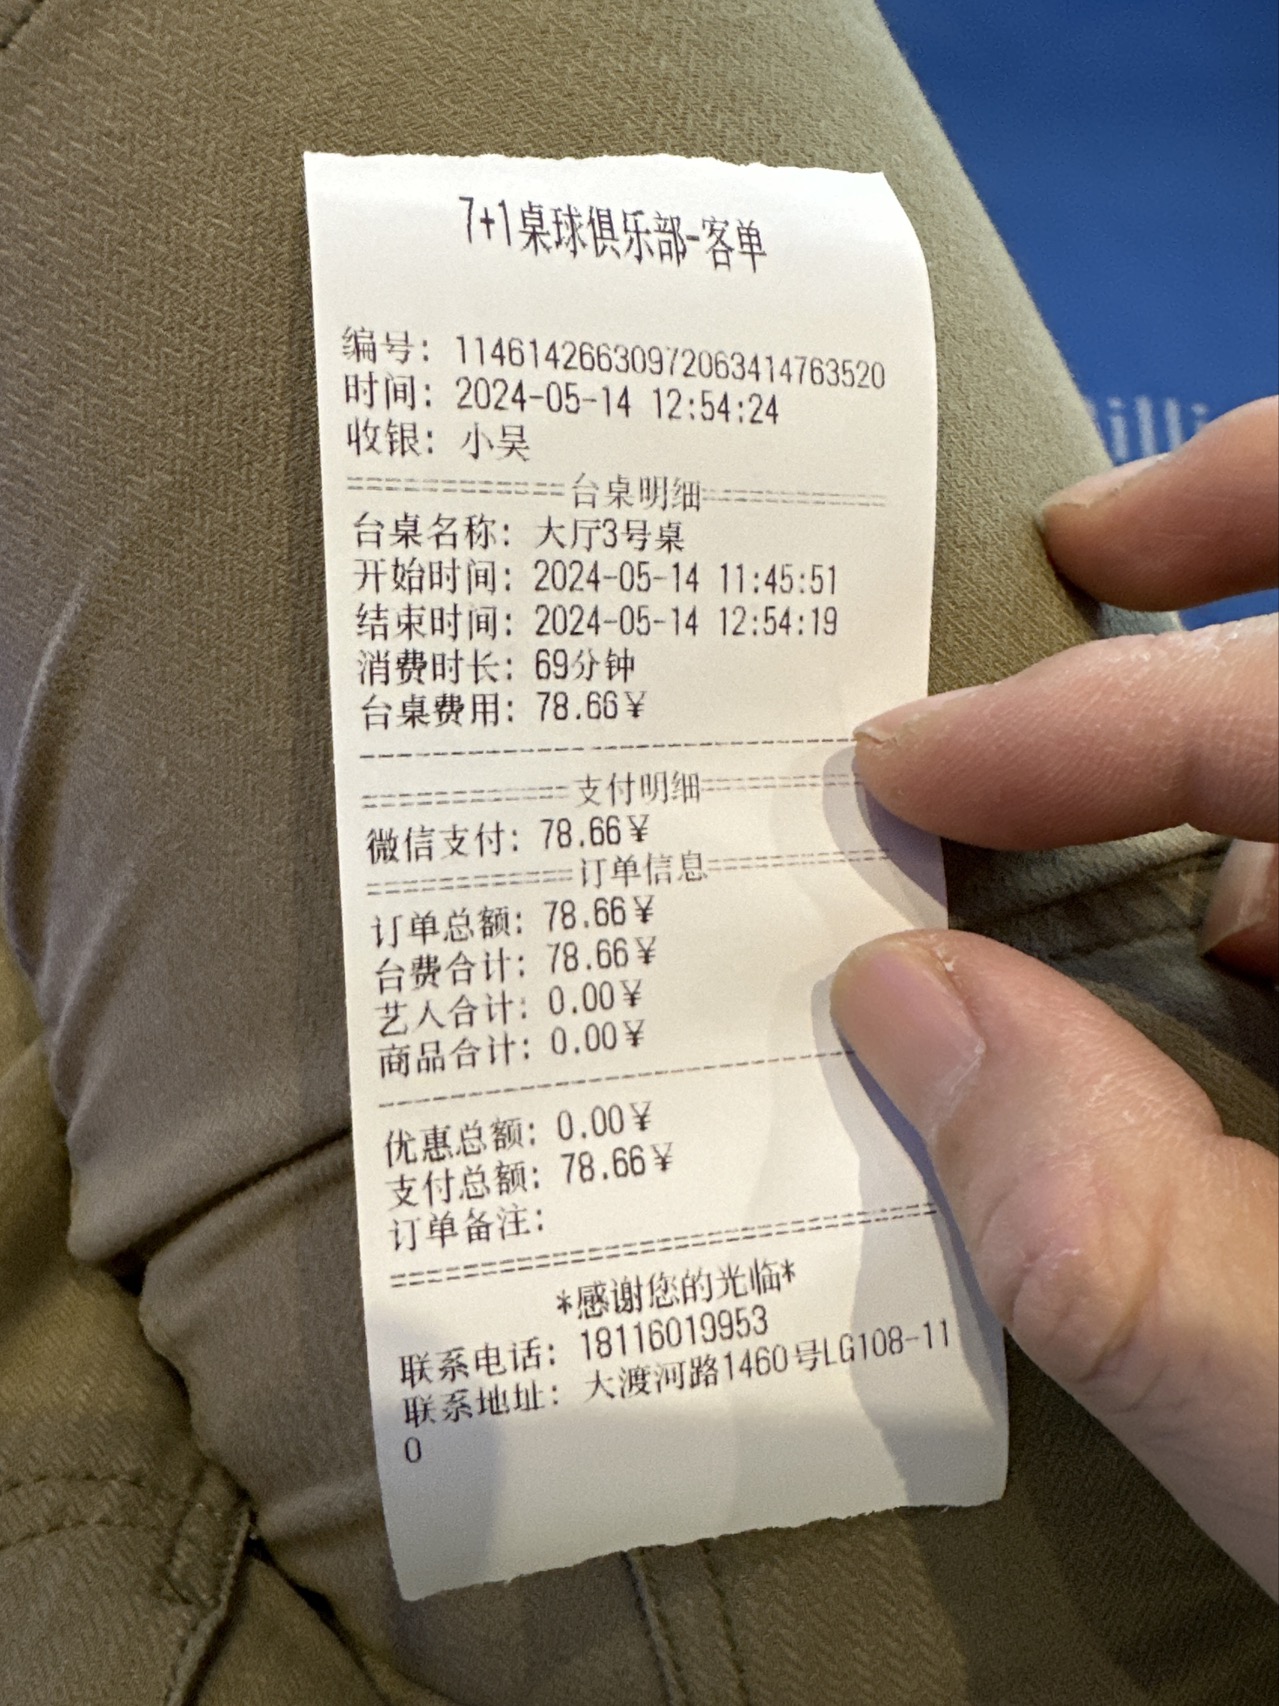 7+1桌球俱乐部-客单
编号: 114614266309720634147​63520
时间: 2024-05-14 12:54:24
收银: 小吴
==========台桌明细==========
台桌名称: 大厅3号桌
开始时间: 2024-05-14 11:45:51
结束时间: 2024-05-14 12:54:19
消费时长: 69分钟
台桌费用: 78.66¥
--------------------------------
==========支付明细==========
微信支付: 78.66¥
==========订单信息==========
订单总额: 78.66¥
台费合计: 78.66¥
艺人合计: 0.00¥
商品合计: 0.00¥
--------------------------------
优惠总额: 0.00¥
支付总额: 78.66¥
订单备注:
================================
*感谢您的光临*
联系电话: 18116019953
联系地址: 大渡河路1460号LG108-11
0